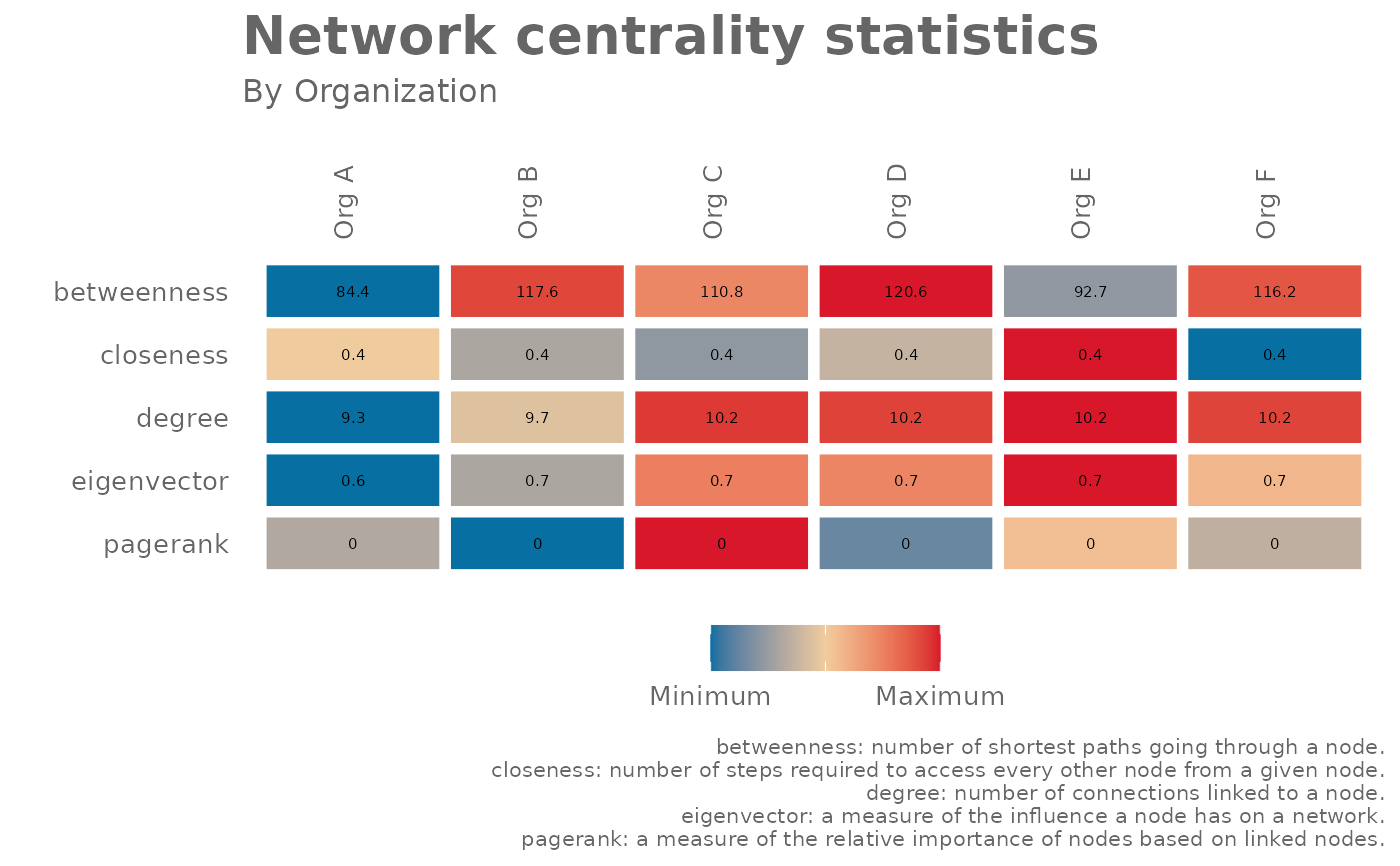 Network centrality statistics
By Organization
Org A Org B Org C Org D Org E Org F
betweenness 84.4 117.6 110.8 120.6 92.7 116.2
closeness 0.4 0.4 0.4 0.4 0.4 0.4
degree 9.3 9.7 10.2 10.2 10.2 10.2
eigenvector 0.6 0.7 0.7 0.7 0.7 0.7
pagerank 0 0 0 0 0 0
Minimum Maximum
betweenness: number of shortest paths going through a node.
closeness: number of steps required to access every other node from a given node.
degree: number of connections linked to a node.
eigenvector: a measure of the influence a node has on a network.
pagerank: a measure of the relative importance of nodes based on linked nodes.